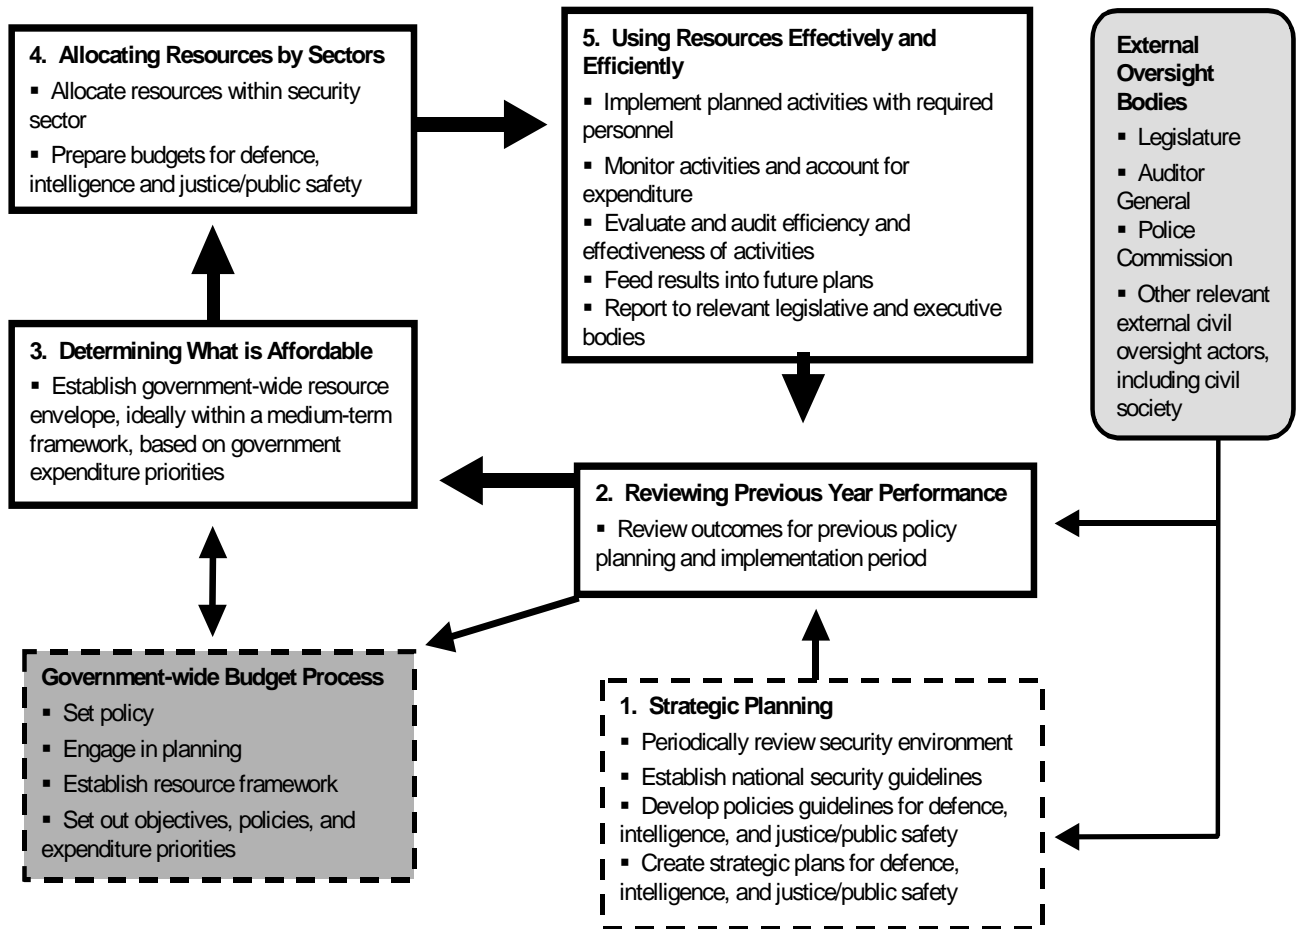 4. Allocating Resources by Sectors
▪ Allocate resources within security
sector
▪ Prepare budgets for defence,
intelligence and justice/public safety
5. Using Resources Effectively and
Efficiently
▪ Implement planned activities with required
personnel
▪ Monitor activities and account for
expenditure
▪ Evaluate and audit efficiency and
effectiveness of activities
▪ Feed results into future plans
▪ Report to relevant legislative and executive
bodies
External
Oversight
Bodies
▪ Legislature
▪ Auditor
General
▪ Police
Commission
▪ Other relevant
external civil
oversight actors,
including civil
society
3. Determining What is Affordable
▪ Establish government-wide resource
envelope, ideally within a medium-term
framework, based on government
expenditure priorities
2. Reviewing Previous Year Performance
▪ Review outcomes for previous policy
planning and implementation period
Government-wide Budget Process
▪ Set policy
▪ Engage in planning
▪ Establish resource framework
▪ Set out objectives, policies, and
expenditure priorities
1. Strategic Planning
▪ Periodically review security environment
▪ Establish national security guidelines
▪ Develop policies guidelines for defence,
intelligence, and justice/public safety
▪ Create strategic plans for defence,
intelligence, and justice/public safety